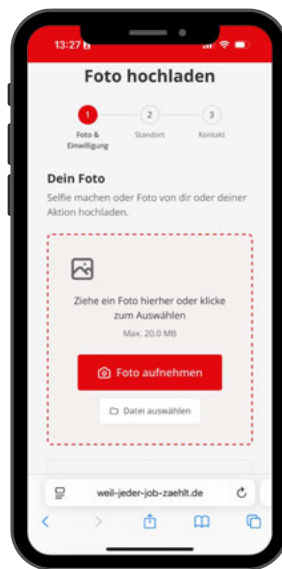 13:27
Foto hochladen
1 2 3
Foto & Einwilligung
Standort
Kontakt
Dein Foto
Selfie machen oder Foto von dir oder deiner
Aktion hochladen.
Ziehe ein Foto hierher oder klicke
zum Auswählen
Max. 20.0 MB
Foto aufnehmen
Datei auswählen
weil-jeder-job-zaehlt.de